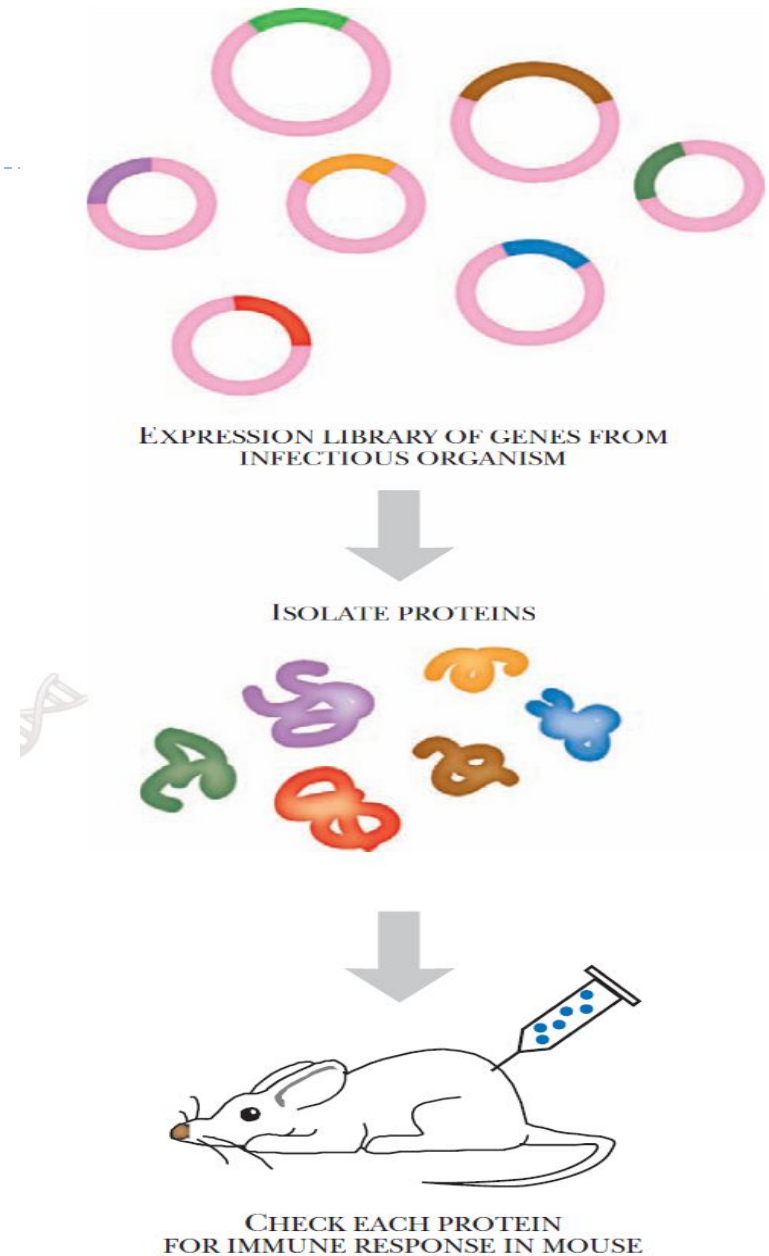 EXPRESSION LIBRARY OF GENES FROM
INFECTIOUS ORGANISM
ISOLATE PROTEINS
CHECK EACH PROTEIN
FOR IMMUNE RESPONSE IN MOUSE